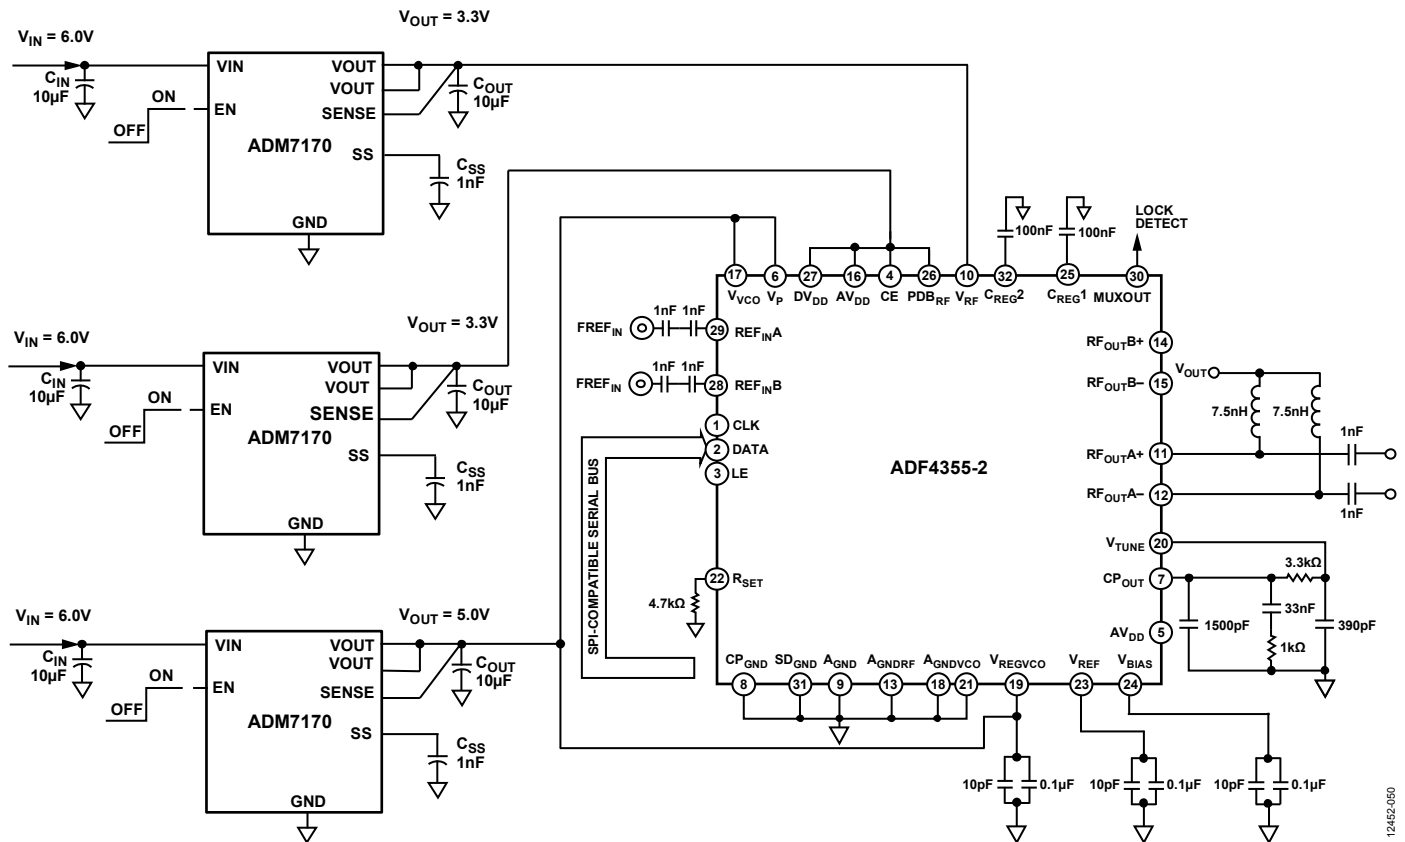 VOUT = 3.3V
VIN = 6.0V
VIN
VOUT
VOUT
SENSE
CIN
10µF
COUT
10µF
ON
OFF
EN
ADM7170
SS
CSS
1nF
GND
VOUT = 3.3V
VIN = 6.0V
VIN
VOUT
VOUT
SENSE
CIN
10µF
COUT
10µF
ON
OFF
EN
ADM7170
SS
CSS
1nF
GND
VOUT = 5.0V
VIN = 6.0V
VIN
VOUT
VOUT
SENSE
CIN
10µF
COUT
10µF
ON
OFF
EN
ADM7170
SS
CSS
1nF
GND
100nF
100nF
LOCK
DETECT
17 6 27 16 4 26 10 32 25 30
VVCO VP DVDD AVDD CE PDBRF VRF CREG2 CREG1 MUXOUT
FREFIN 1nF 1nF 29 REFINA
FREFIN 1nF 1nF 28 REFINB
1 CLK
2 DATA
3 LE
SPI-COMPATIBLE SERIAL BUS
22 RSET
4.7kΩ
ADF4355-2
RFOUTB+ 14
RFOUTB− 15
VOUT
7.5nH 7.5nH
RFOUTA+ 11
1nF
RFOUTA− 12
1nF
VTUNE 20
CPOUT 7
3.3kΩ
1500pF
33nF
1kΩ
390pF
AVDD 5
CPGND SDGND AGND AGNDRF AGNDVCO VREGVCO VREF VBIAS
8 31 9 13 18 21 19 23 24
10pF 0.1µF
10pF 0.1µF
10pF 0.1µF
12452-050